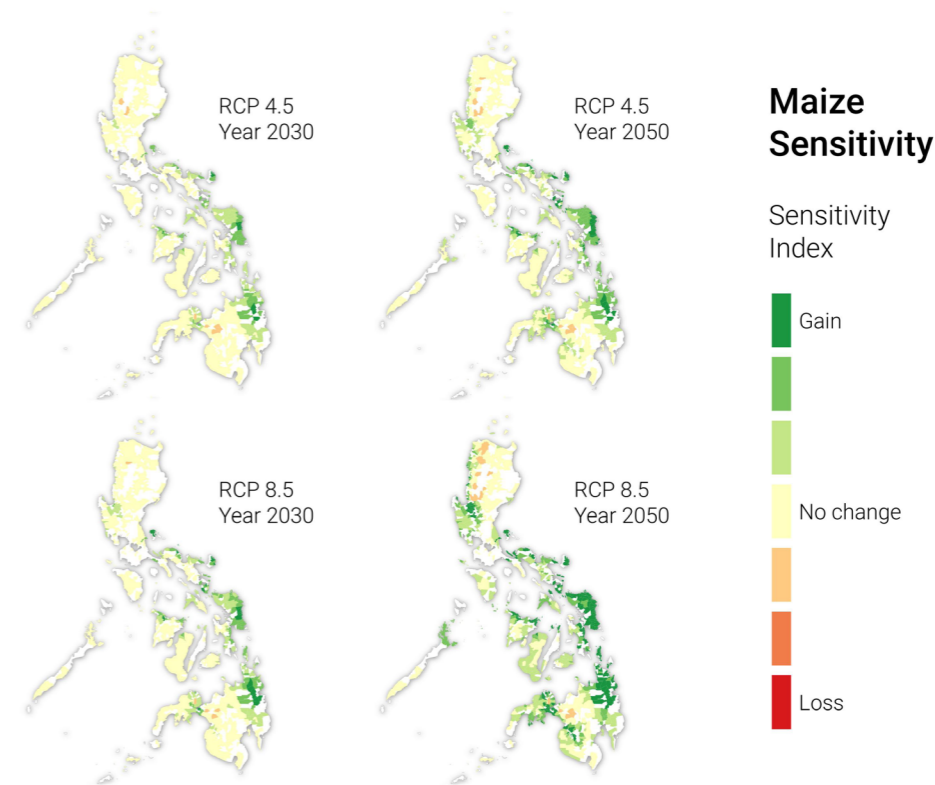 RCP 4.5
Year 2030
RCP 4.5
Year 2050
RCP 8.5
Year 2030
RCP 8.5
Year 2050
Maize
Sensitivity
Sensitivity
Index
Gain
No change
Loss